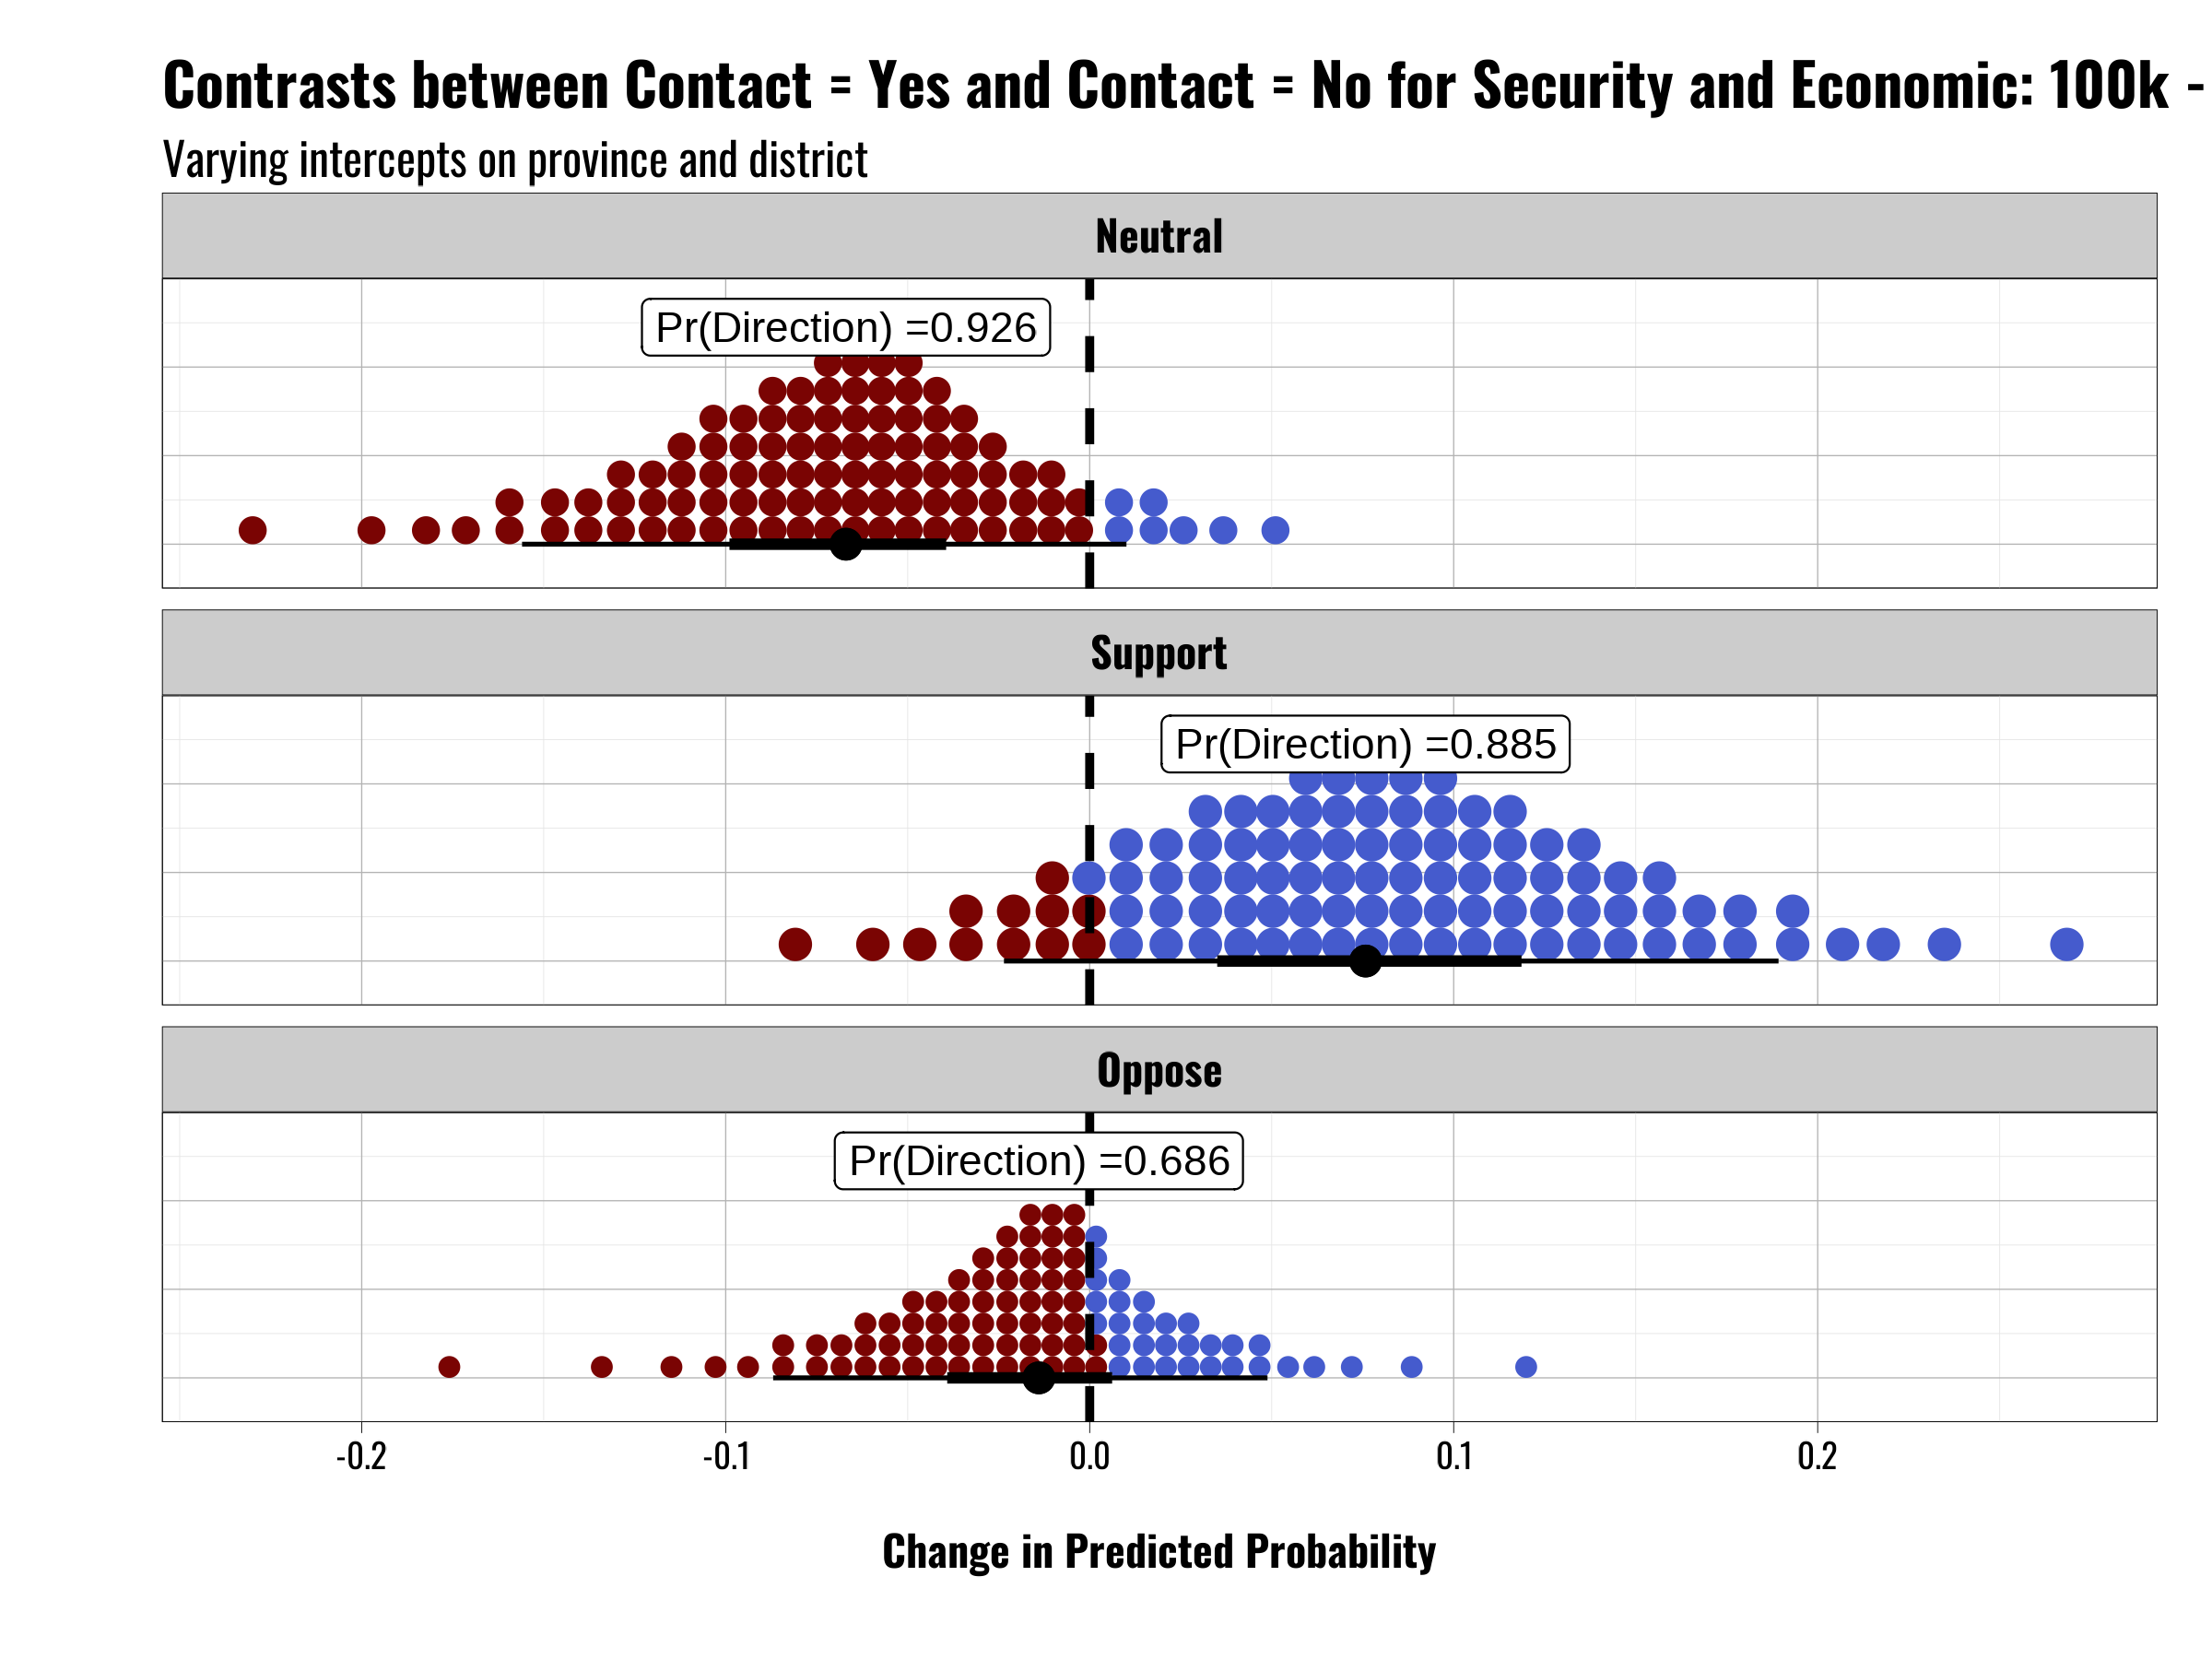 Contrasts between Contact = Yes and Contact = No for Security and Economic: 100k -
Varying intercepts on province and district
Neutral
Pr(Direction) =0.926
Support
Pr(Direction) =0.885
Oppose
Pr(Direction) =0.686
-0.2 -0.1 0.0 0.1 0.2
Change in Predicted Probability